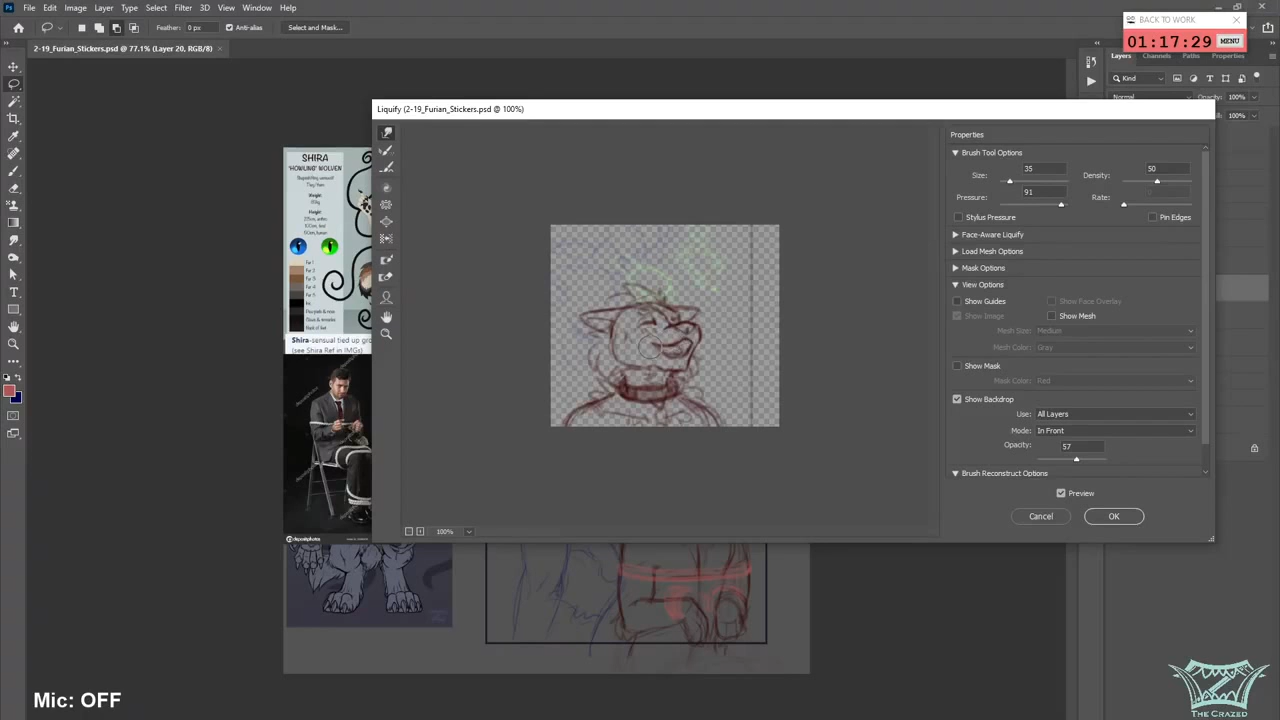 File Edit Image Layer Type Select Filter 3D View Window Help
BACK TO WORK
01:17:29 MENU
Feather: 0 px Anti-alias Select and Mask...
2-19_Furian_Stickers.psd @ 77.1% (Layer 20, RGB/8)
Layers Channels Paths Properties
Kind
Normal Opacity: 100%
100%
Liquify (2-19_Furian_Stickers.psd @ 100%)
Properties
Brush Tool Options
Size: 35 Density: 50
Pressure: 91 Rate:
Stylus Pressure Pin Edges
Face-Aware Liquify
Load Mesh Options
Mask Options
View Options
Show Guides Show Face Overlay
Show Image Show Mesh
Mesh Size: Medium
Mesh Color: Gray
Show Mask
Mask Color: Red
Show Backdrop
Use: All Layers
Mode: In Front
Opacity: 57
Brush Reconstruct Options
Preview
Cancel OK
100%
SHIRA
'HOWLING' WOLVEN
Shira-sensual tied up gro
(see Shira Ref in IMGs)
depositphotos
Mic: OFF
THE CRAZED